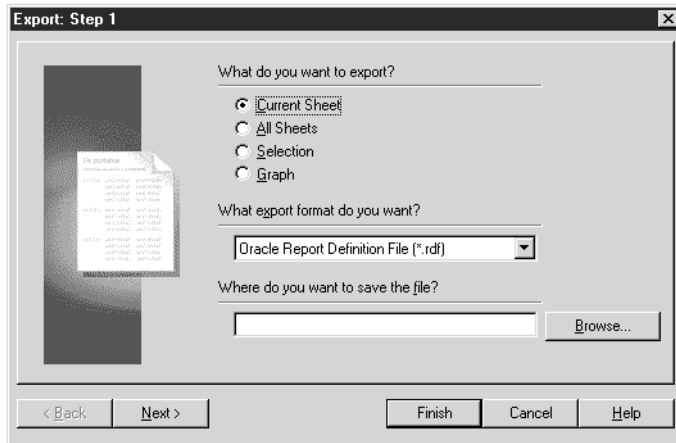 Export: Step 1
What do you want to export?
Current Sheet
All Sheets
Selection
Graph
What export format do you want?
Oracle Report Definition File (*.rdf)
Where do you want to save the file?
Browse...
< Back
Next >
Finish
Cancel
Help